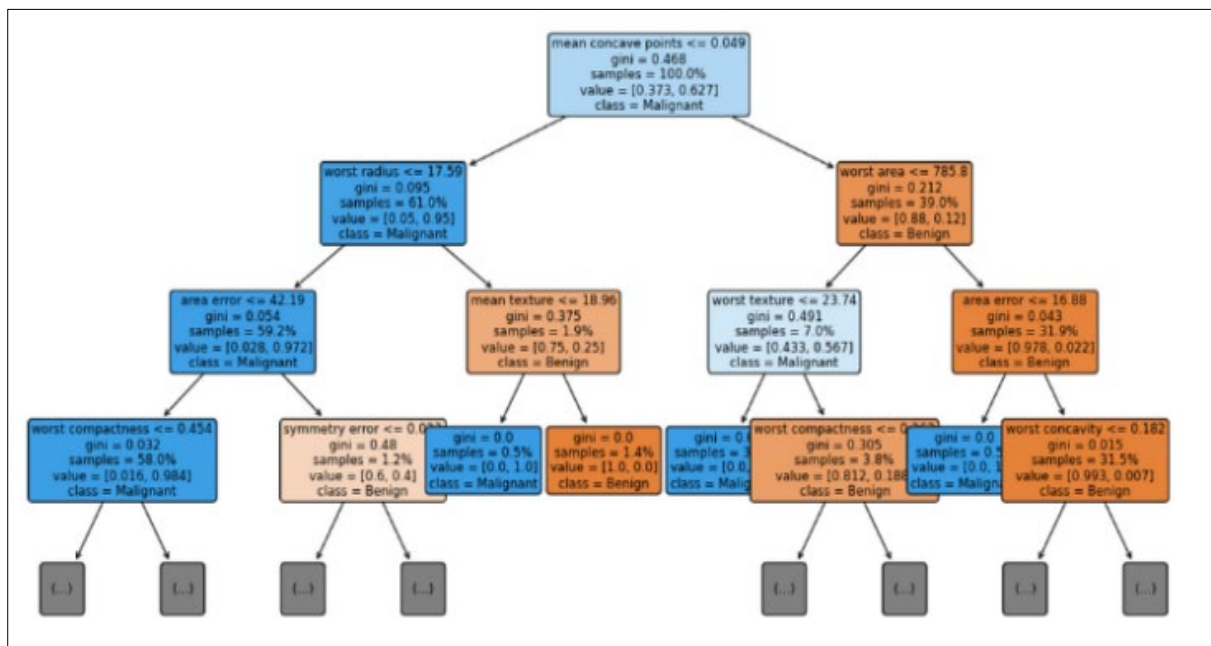 mean concave points <= 0.049
gini = 0.468
samples = 100.0%
value = [0.373, 0.627]
class = Malignant
worst radius <= 17.59
gini = 0.095
samples = 61.0%
value = [0.05, 0.95]
class = Malignant
worst area <= 785.8
gini = 0.212
samples = 39.0%
value = [0.88, 0.12]
class = Benign
area error <= 42.19
gini = 0.054
samples = 59.2%
value = [0.028, 0.972]
class = Malignant
mean texture <= 18.96
gini = 0.375
samples = 1.9%
value = [0.75, 0.25]
class = Benign
worst texture <= 23.74
gini = 0.491
samples = 7.0%
value = [0.433, 0.567]
class = Malignant
area error <= 16.88
gini = 0.043
samples = 31.9%
value = [0.978, 0.022]
class = Benign
worst compactness <= 0.454
gini = 0.032
samples = 58.0%
value = [0.016, 0.984]
class = Malignant
symmetry error <=
gini = 0.48
samples = 1.2%
value = [0.6, 0.4]
class = Benign
gini = 0.0
samples = 0.5%
value = [0.0, 1.0]
class = Malignant
gini = 0.0
samples = 1.4%
value = [1.0, 0.0]
class = Benign
gini =
samples =
value = [0.0,
class =
worst compactness <=
gini = 0.305
samples = 3.8%
value = [0.812, 0.188
class = Benign
gini = 0.0
samples =
value = [0.0,
class = Malignant
worst concavity <= 0.182
gini = 0.015
samples = 31.5%
value = [0.993, 0.007]
class = Benign
(...)
(...)
(...)
(...)
(...)
(...)
(...)
(...)